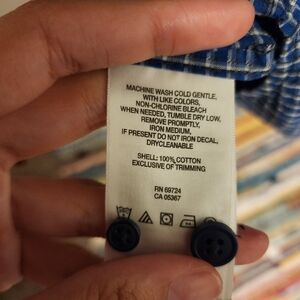 MACHINE WASH COLD GENTLE,
WITH LIKE COLORS,
NON-CHLORINE BLEACH
WHEN NEEDED, TUMBLE DRY LOW,
REMOVE PROMPTLY,
IRON MEDIUM,
IF PRESENT DO NOT IRON DECAL,
DRYCLEANABLE
SHELL: 100% COTTON
EXCLUSIVE OF TRIMMING
RN 69724
CA 05367